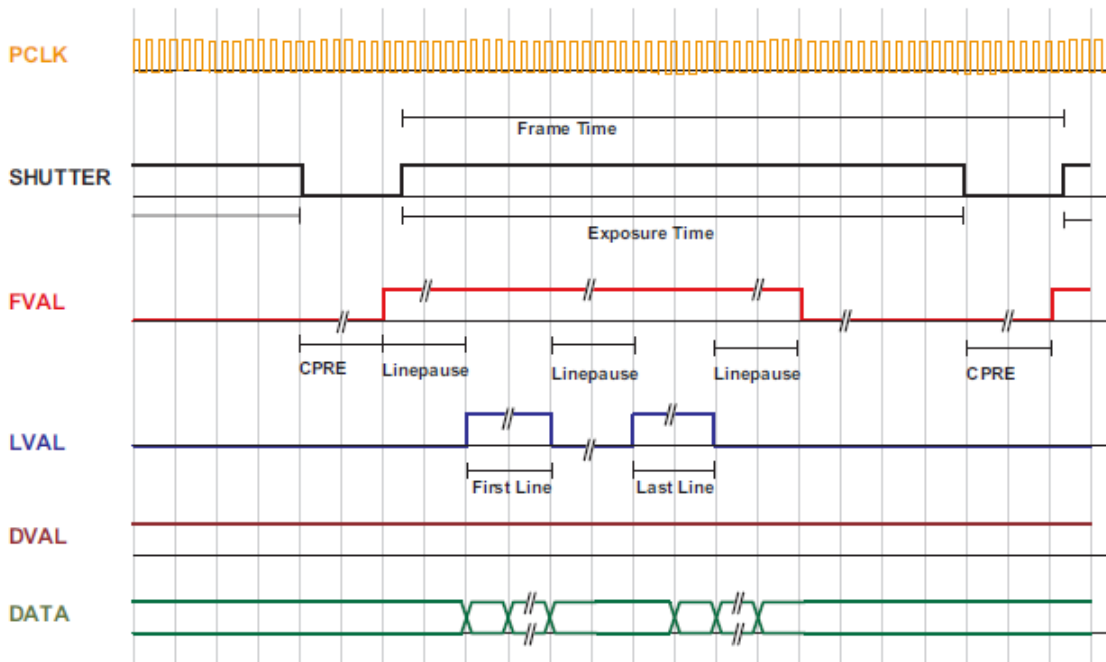 PCLK
Frame Time
SHUTTER
Exposure Time
FVAL
CPRE Linepause Linepause Linepause CPRE
LVAL
First Line Last Line
DVAL
DATA